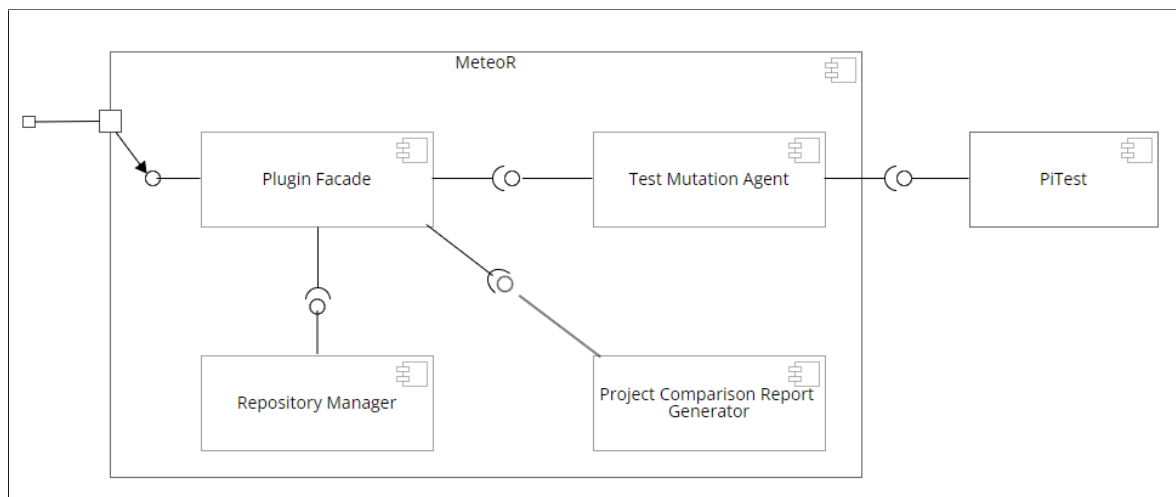 MeteoR
Plugin Facade
Test Mutation Agent
PiTest
Repository Manager
Project Comparison Report
Generator